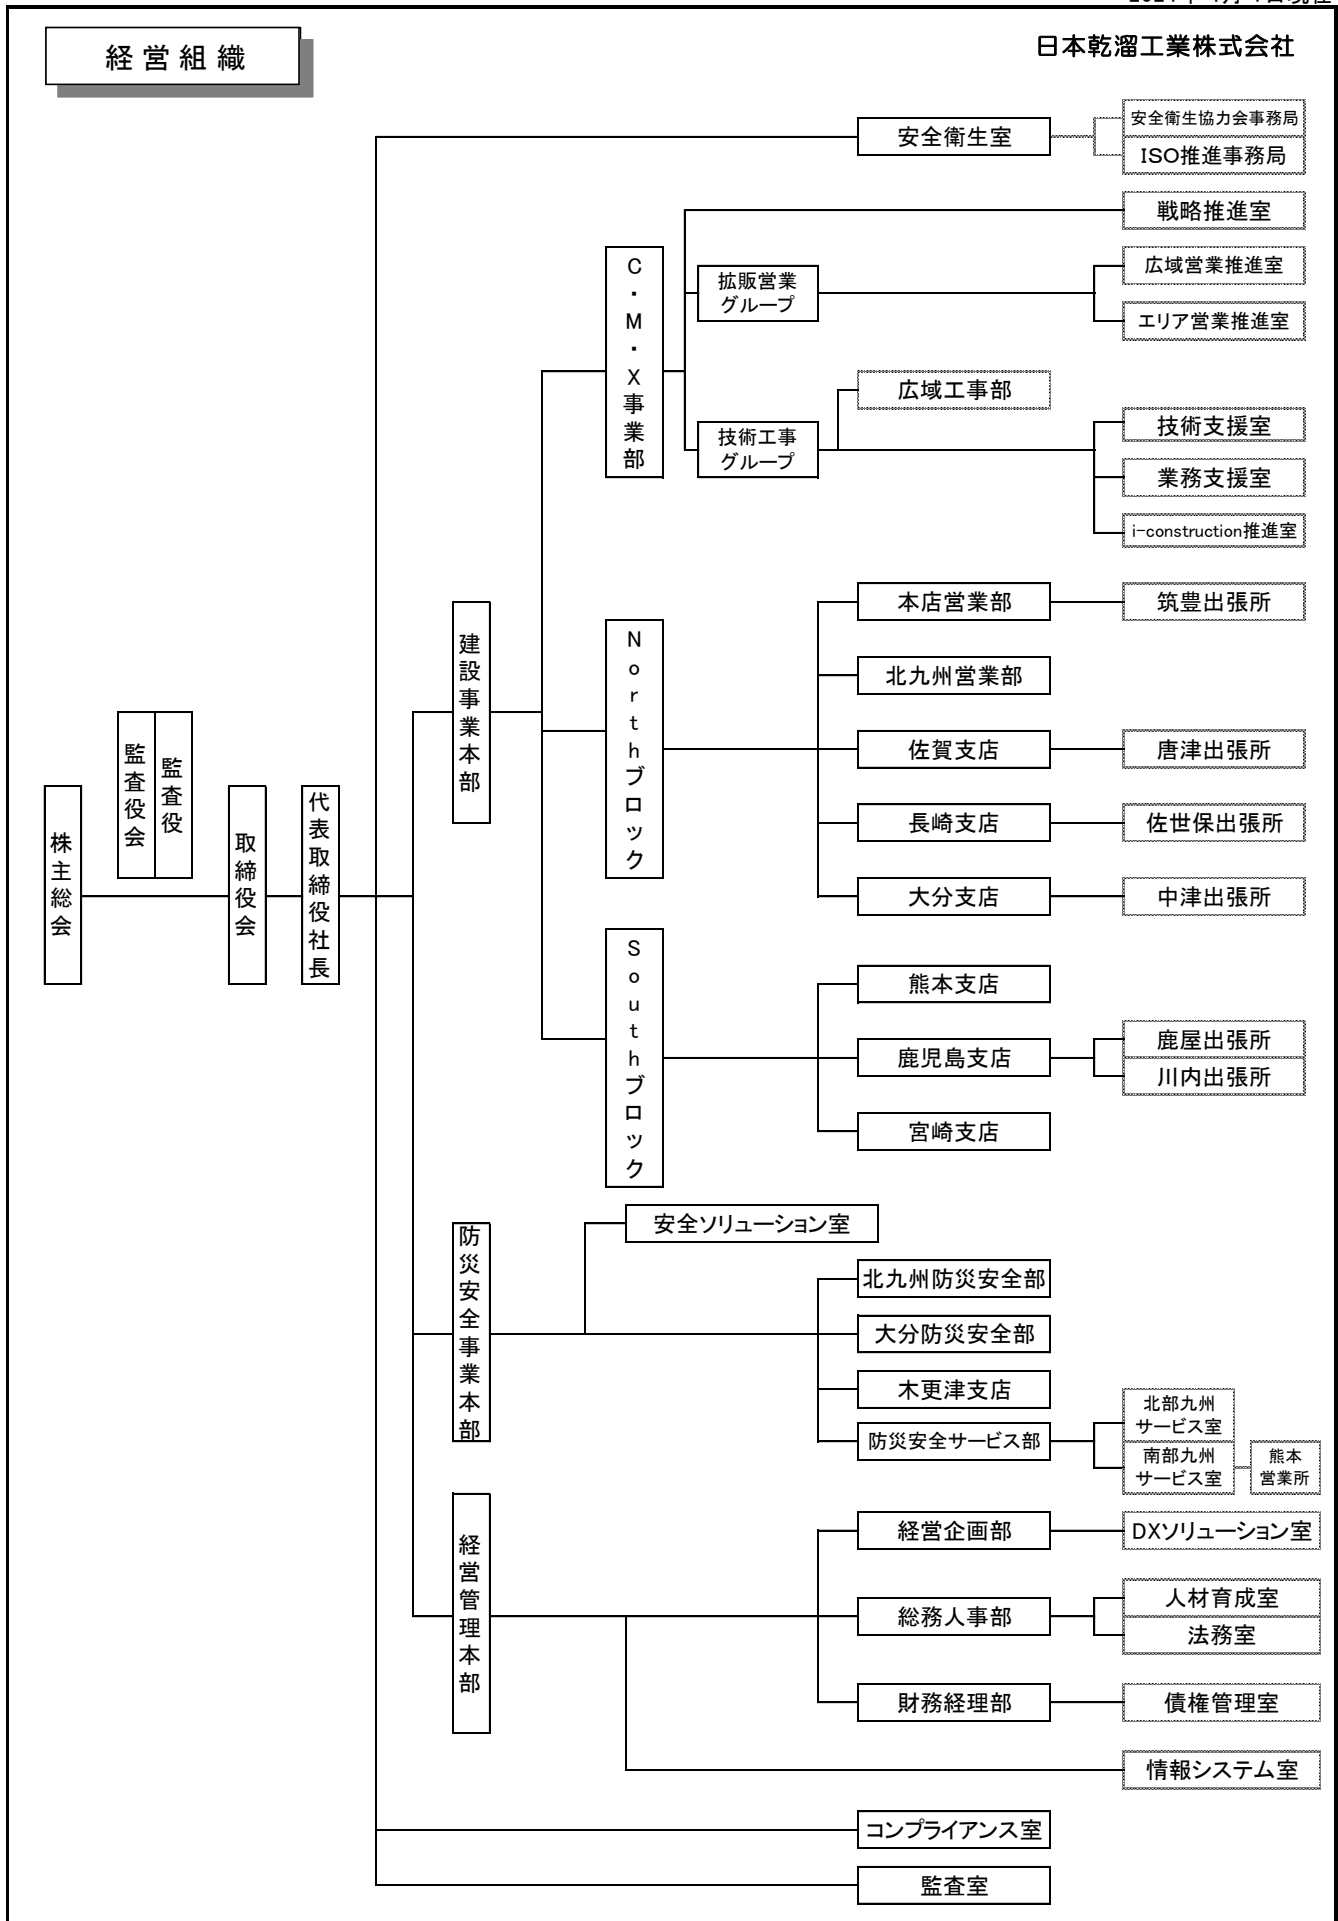 経営組織
日本乾溜工業株式会社
安全衛生室
安全衛生協力会事務局
ISO推進事務局
戦略推進室
C・M・X事業部
拡販営業
グループ
広域営業推進室
エリア営業推進室
広域工事部
技術工事
グループ
技術支援室
業務支援室
i-construction推進室
建設事業本部
Northブロック
本店営業部
筑豊出張所
北九州営業部
佐賀支店
唐津出張所
長崎支店
佐世保出張所
大分支店
中津出張所
株主総会
監査役会
監査役
取締役会
代表取締役社長
Southブロック
熊本支店
鹿児島支店
鹿屋出張所
川内出張所
宮崎支店
防災安全事業本部
安全ソリューション室
北九州防災安全部
大分防災安全部
木更津支店
防災安全サービス部
北部九州
サービス室
南部九州
サービス室
熊本
営業所
経営管理本部
経営企画部
DXソリューション室
総務人事部
人材育成室
法務室
財務経理部
債権管理室
情報システム室
コンプライアンス室
監査室